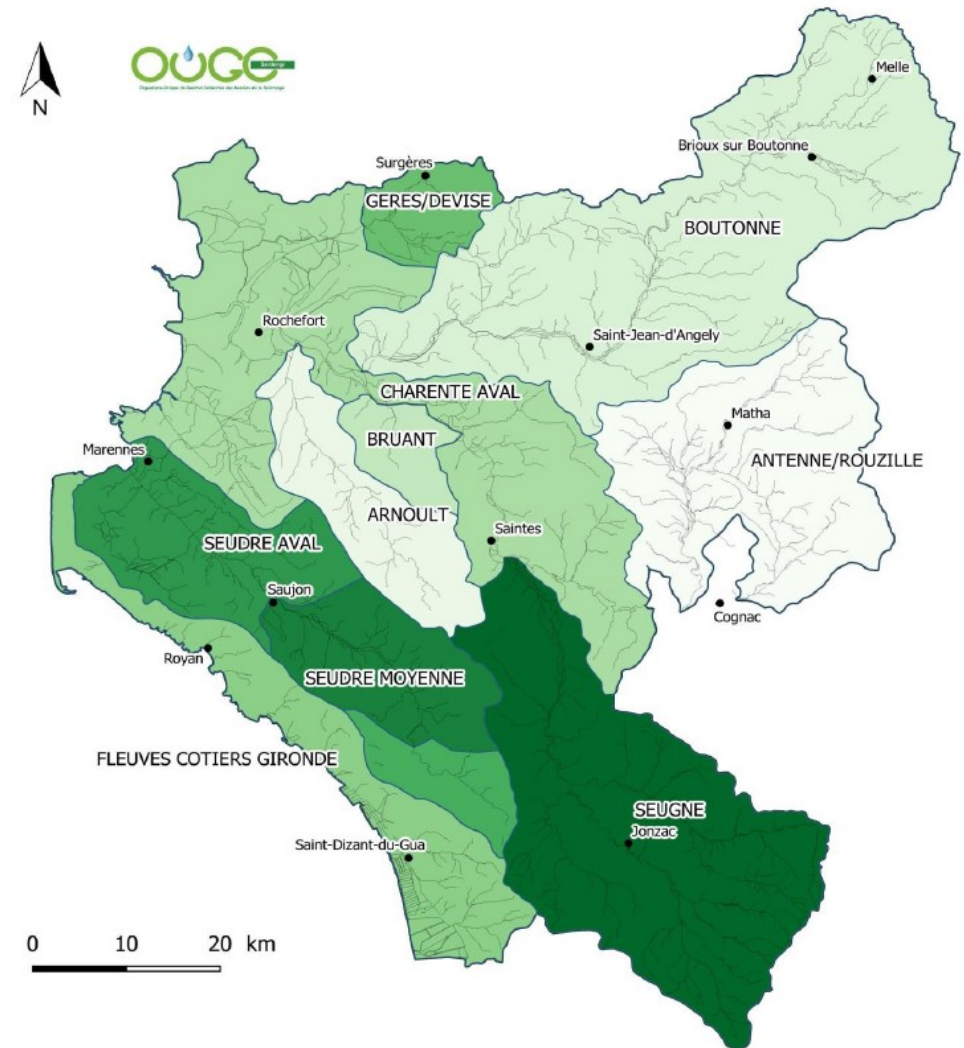 OUGC
Saintonge
N
Melle
Brioux sur Boutonne
Surgères
GERES/DEVISE
BOUTONNE
Rochefort
Saint-Jean-d'Angely
CHARENTE AVAL
Matha
BRUANT
Marennes
ANTENNE/ROUZILLE
ARNOULT
Saintes
SEUDRE AVAL
Saujon
Cognac
Royan
SEUDRE MOYENNE
FLEUVES COTIERS GIRONDE
SEUGNE
Jonzac
Saint-Dizant-du-Gua
0 10 20 km